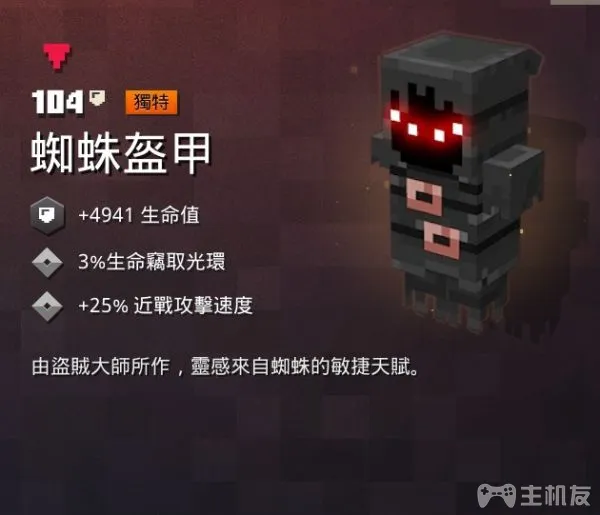 104 獨特
蜘蛛盔甲
+4941 生命值
3%生命竊取光環
+25% 近戰攻擊速度
由盜賊大師所作，靈感來自蜘蛛的敏捷天賦。
主机友